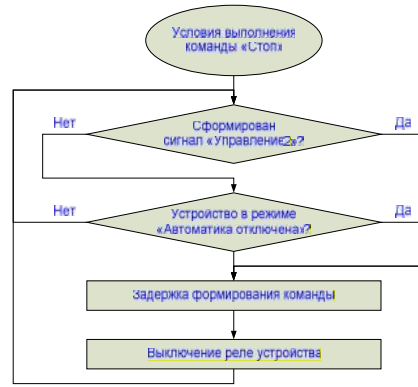 Условия выполнения
команды «Стоп»
Нет
Сформирован
сигнал «Управление2»?
Да
Нет
Устройство в режиме
«Автоматика отключена»?
Да
Задержка формирования команды
Выключение реле устройства